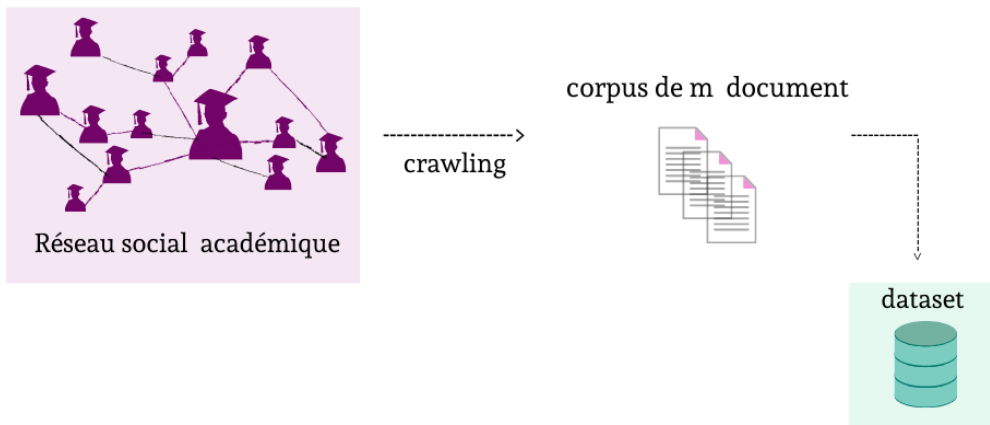 corpus de m document
crawling
Réseau social académique
dataset